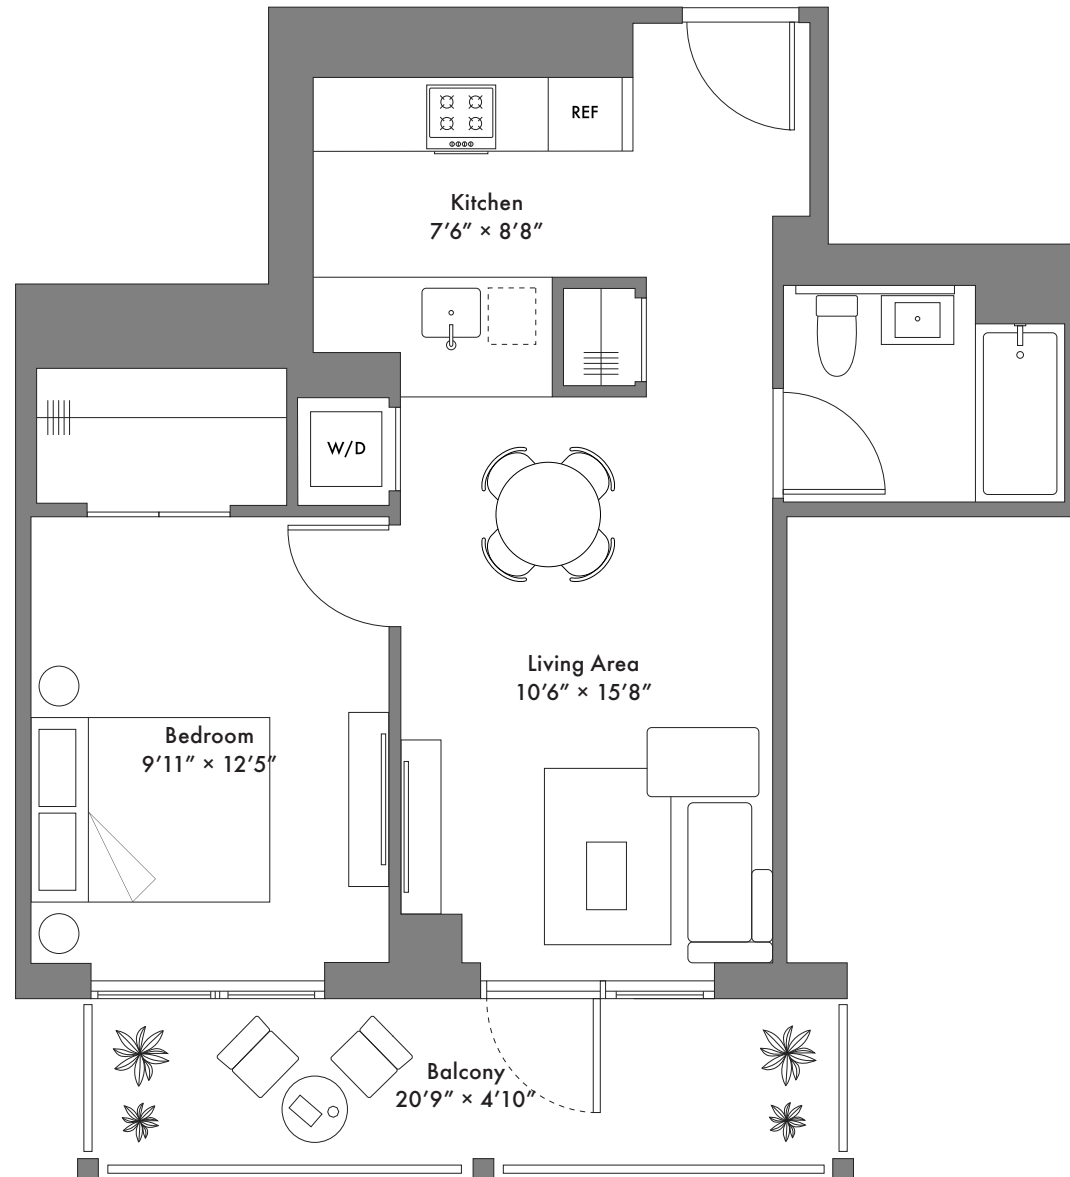 REF
Kitchen
7’6” × 8’8”
W/D
Living Area
10’6” × 15’8”
Bedroom
9’11” × 12’5”
Balcony
20’9” × 4’10”